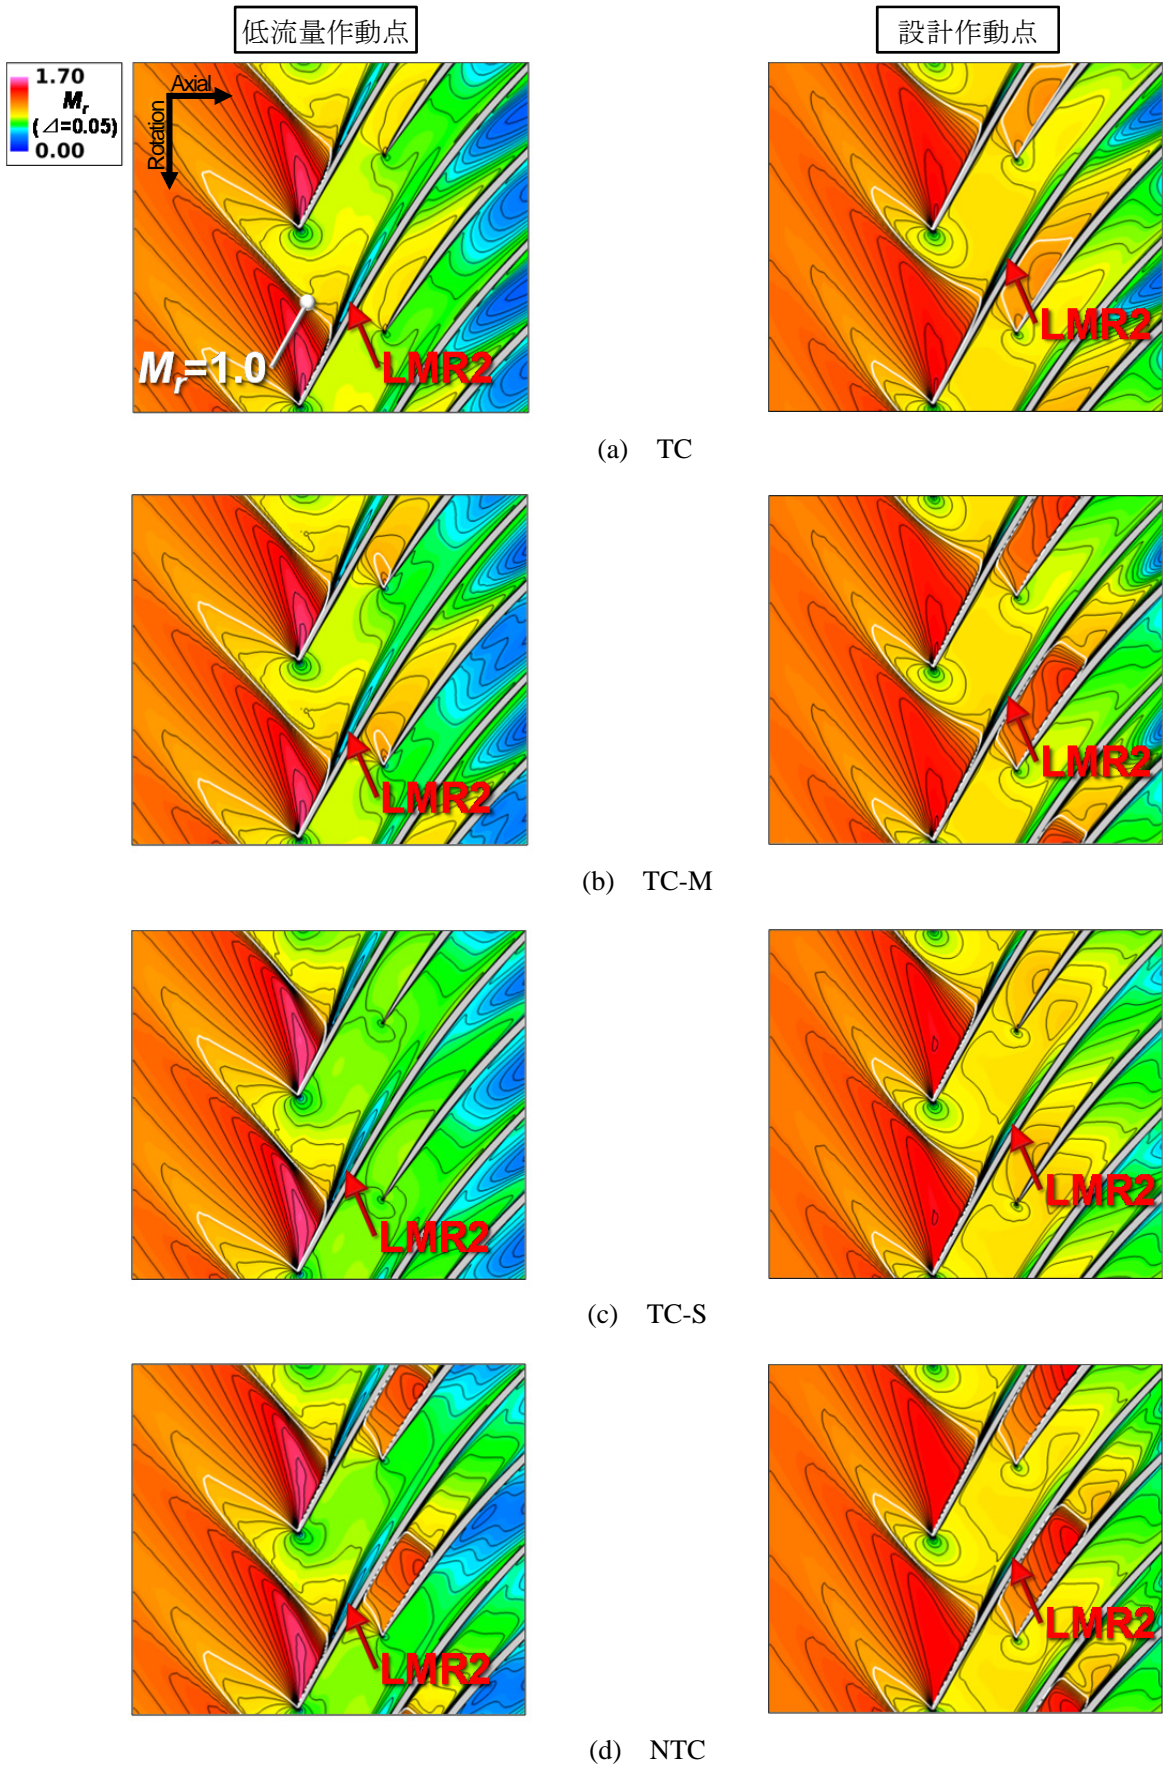 低流量作動点
設計作動点
1.70
Mr
(⊿=0.05)
0.00
Axial
Rotation
Mr=1.0
LMR2
LMR2
(a) TC
LMR2
LMR2
(b) TC-M
LMR2
LMR2
(c) TC-S
LMR2
LMR2
(d) NTC